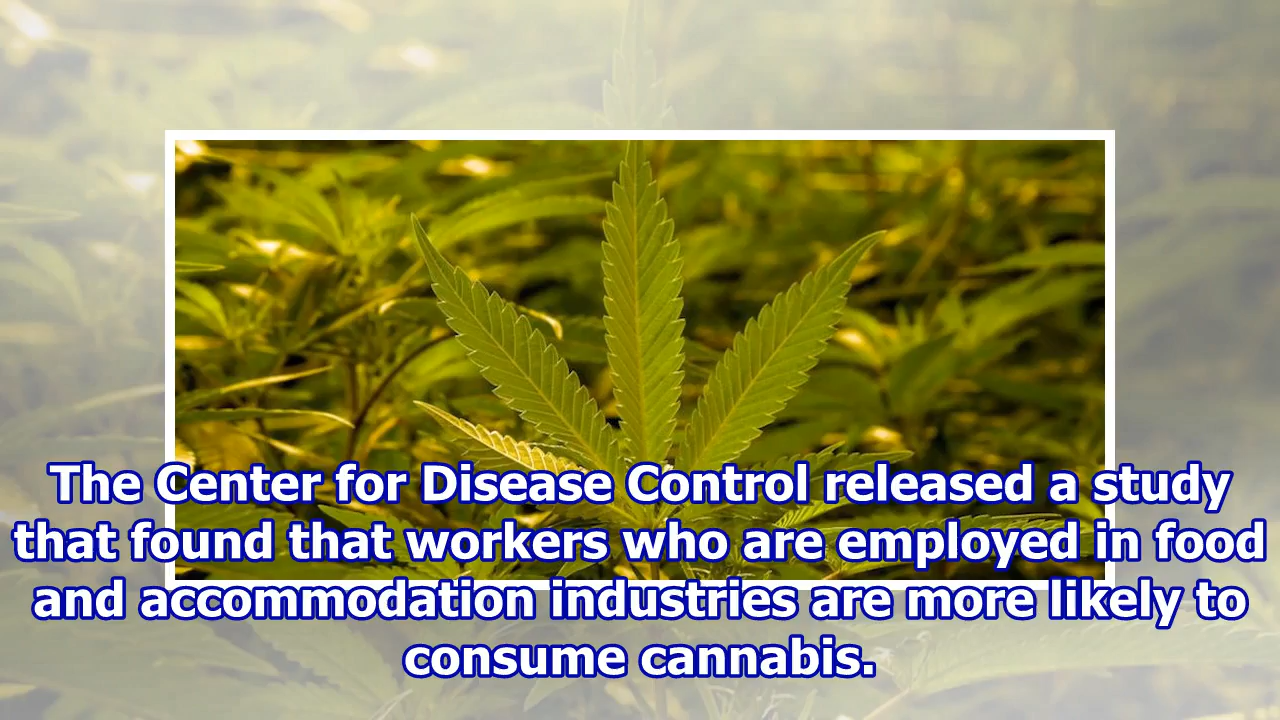 The Center for Disease Control released a study
that found that workers who are employed in food
and accommodation industries are more likely to
consume cannabis.